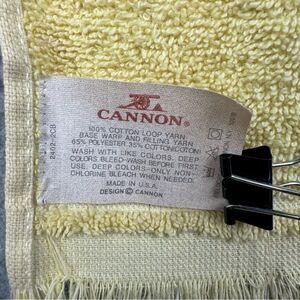 CANNON®
100% COTTON LOOP YARN
BASE WARP AND FILLING YARN
65% POLYESTER 35% COTTON/COTON
WASH WITH LIKE COLORS. DEEP
COLORS BLEED-WASH BEFORE FIRST
USE. DEEP COLORS-ONLY NON-
CHLORINE BLEACH WHEN NEEDED.
MADE IN U.S.A.
DESIGN © CANNON